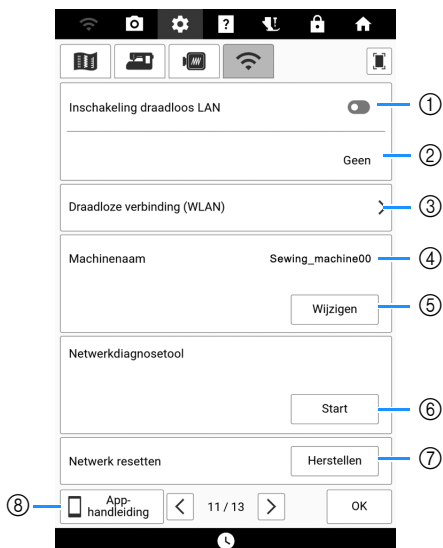 ?
Inschakeling draadloos LAN
①
Geen
②
Draadloze verbinding (WLAN)
③
Machinenaam
Sewing_machine00
④
Wijzigen
⑤
Netwerkdiagnosetool
Start
⑥
Netwerk resetten
Herstellen
⑦
⑧
App-
handleiding
11 / 13
OK